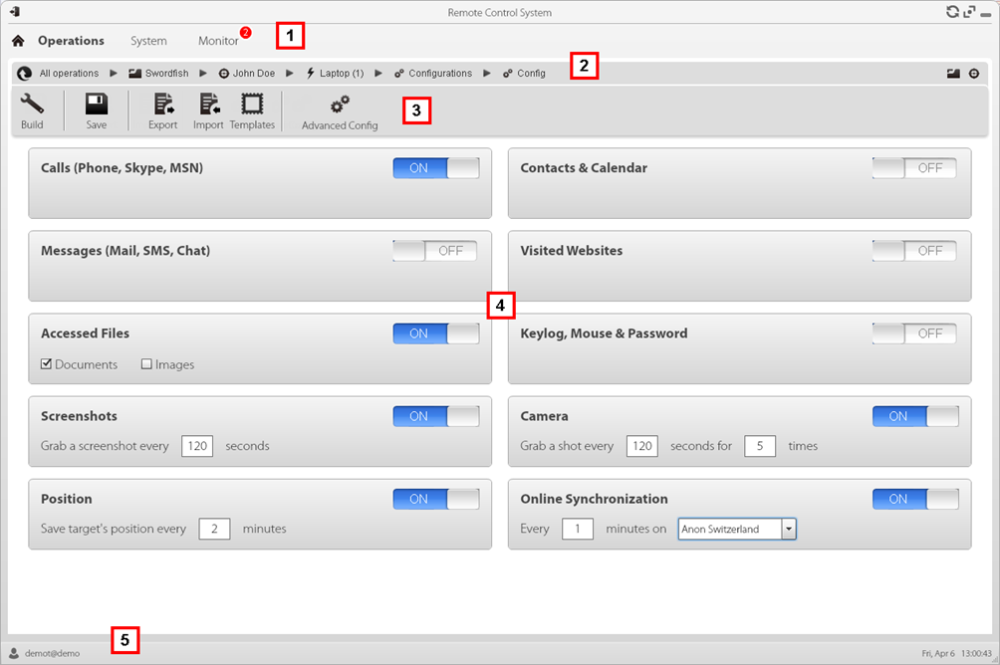 Remote Control System
Operations System Monitor 2 1
All operations Swordfish John Doe Laptop (1) Configurations Config 2
Build Save Export Import Templates Advanced Config 3
Calls (Phone, Skype, MSN) ON
Contacts & Calendar OFF
Messages (Mail, SMS, Chat) OFF
Visited Websites OFF
4
Accessed Files ON
Documents Images
Keylog, Mouse & Password OFF
Screenshots ON
Grab a screenshot every 120 seconds
Camera ON
Grab a shot every 120 seconds for 5 times
Position ON
Save target's position every 2 minutes
Online Synchronization ON
Every 1 minutes on Anon Switzerland
5
demot@demo Fri, Apr 6 13:00:43